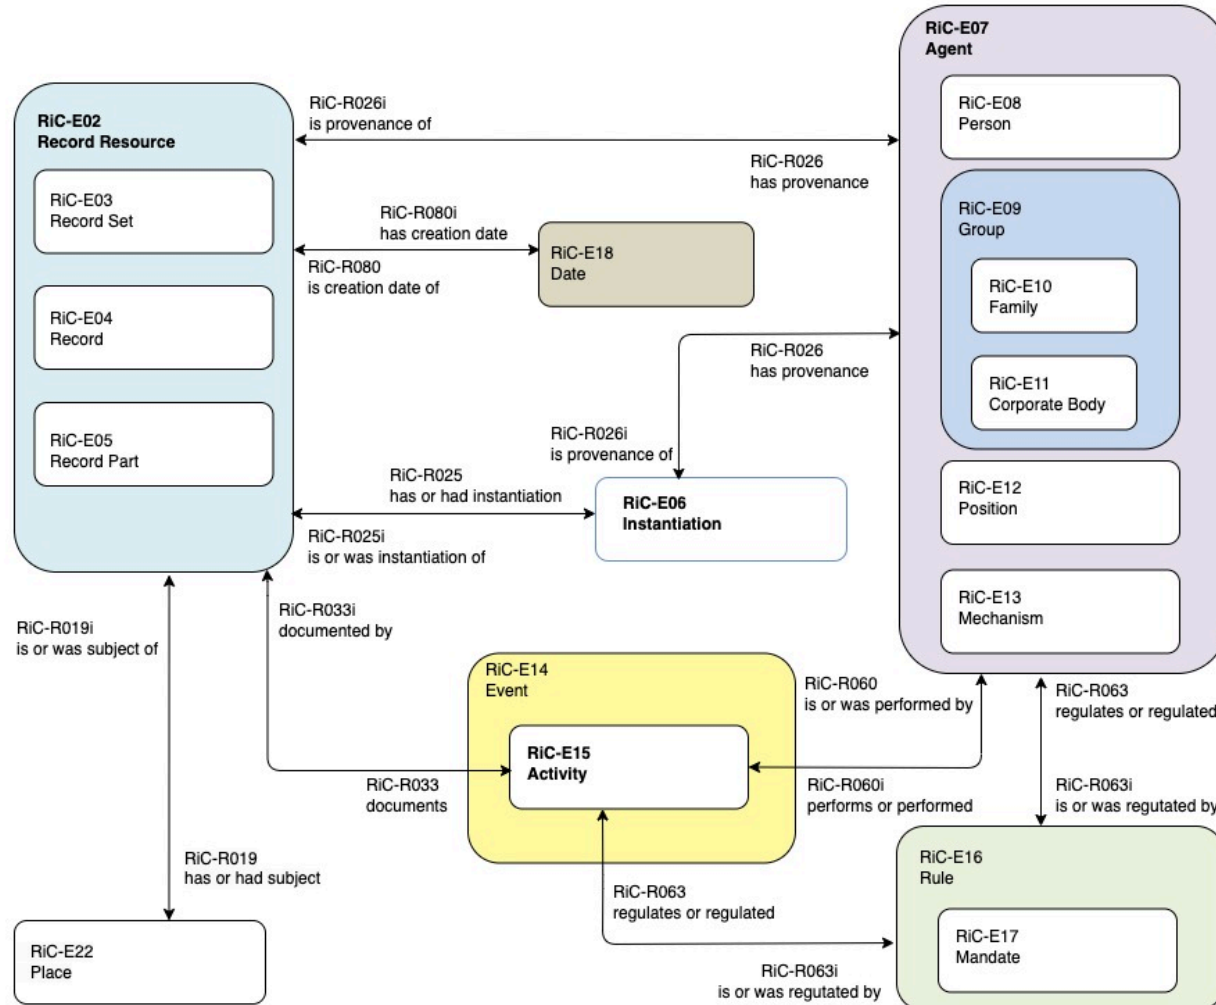 RiC-E07
Agent
RiC-E08
Person
RiC-E09
Group
RiC-E10
Family
RiC-E11
Corporate Body
RiC-E12
Position
RiC-E13
Mechanism
RiC-E02
Record Resource
RiC-E03
Record Set
RiC-E04
Record
RiC-E05
Record Part
RiC-R026i
is provenance of
RiC-R026
has provenance
RiC-R080i
has creation date
RiC-R080
is creation date of
RiC-E18
Date
RiC-R026
has provenance
RiC-R026i
is provenance of
RiC-R025
has or had instantiation
RiC-R025i
is or was instantiation of
RiC-E06
Instantiation
RiC-R019i
is or was subject of
RiC-R033i
documented by
RiC-E14
Event
RiC-E15
Activity
RiC-R033
documents
RiC-R060
is or was performed by
RiC-R060i
performs or performed
RiC-R063
regulates or regulated
RiC-R063i
is or was regutated by
RiC-R019
has or had subject
RiC-E22
Place
RiC-R063
regulates or regulated
RiC-R063i
is or was regutated by
RiC-E16
Rule
RiC-E17
Mandate